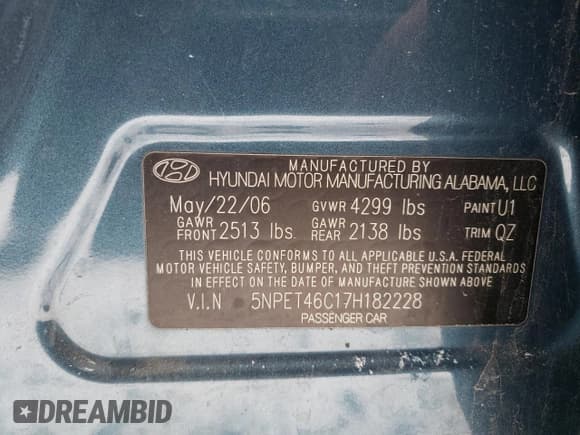 MANUFACTURED BY
HYUNDAI MOTOR MANUFACTURING ALABAMA, LLC
May/22/06 GVWR 4299 lbs PAINT U1
GAWR FRONT 2513 lbs. GAWR REAR 2138 lbs TRIM QZ
THIS VEHICLE CONFORMS TO ALL APPLICABLE U.S.A. FEDERAL
MOTOR VEHICLE SAFETY, BUMPER, AND THEFT PREVENTION STANDARDS
IN EFFECT ON THE DATE OF MANUFACTURE SHOWN ABOVE.
V.I.N 5NPET46C17H182228
PASSENGER CAR
DREAMBID